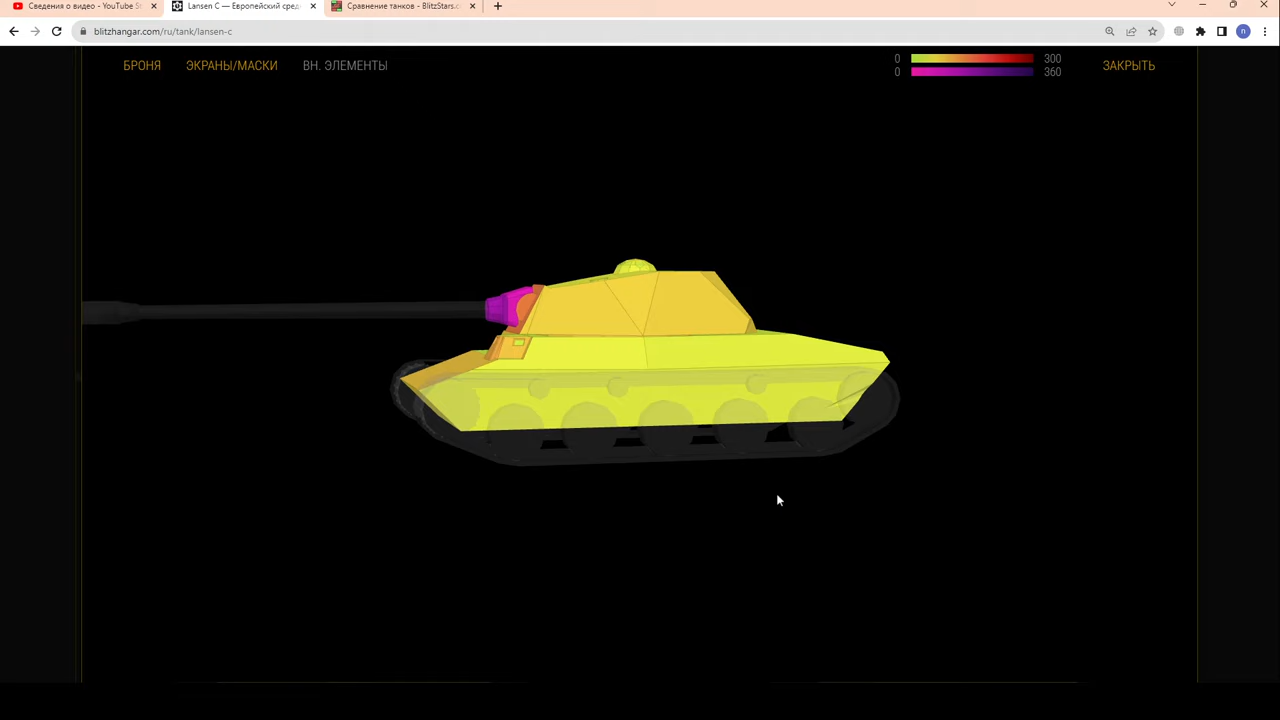 Сведения о видео - YouTube St
Lansen C — Европейский сред
Сравнение танков - BlitzStars.c
blitzhangar.com/ru/tank/lansen-c
n
БРОНЯ
ЭКРАНЫ/МАСКИ
ВН. ЭЛЕМЕНТЫ
0 300
0 360
ЗАКРЫТЬ